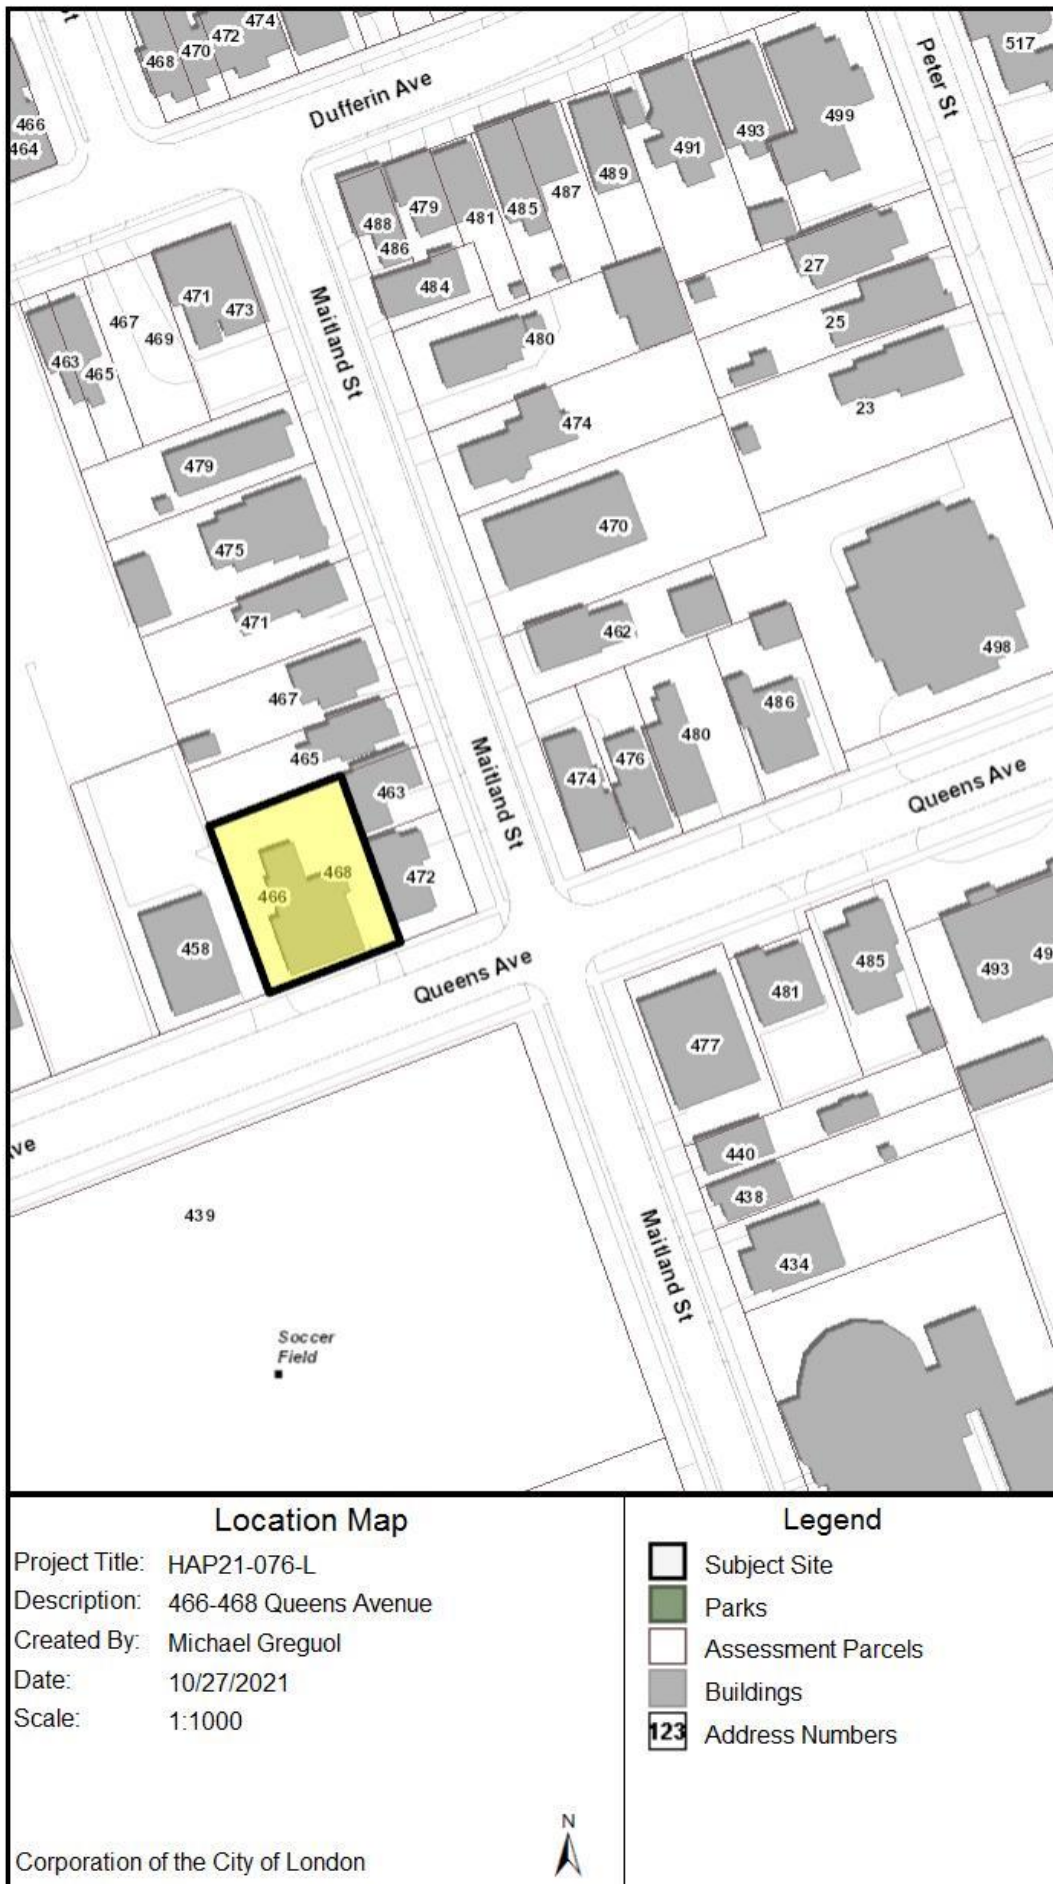 St
474
472
470
468
517
466
464
Dufferin Ave
Peter St
499
493
491
489
487
485
481
479
488
486
484
27
25
23
480
474
470
462
498
486
480
476
474
Maitland St
471
473
467
469
463
465
479
475
471
467
465
463
468
466
472
458
Maitland St
Queens Ave
Queens Ave
485
481
493
49
477
440
438
434
Maitland St
ve
439
Soccer
Field
Location Map
Project Title: HAP21-076-L
Description: 466-468 Queens Avenue
Created By: Michael Greguol
Date: 10/27/2021
Scale: 1:1000
N
Corporation of the City of London
Legend
Subject Site
Parks
Assessment Parcels
Buildings
123 Address Numbers